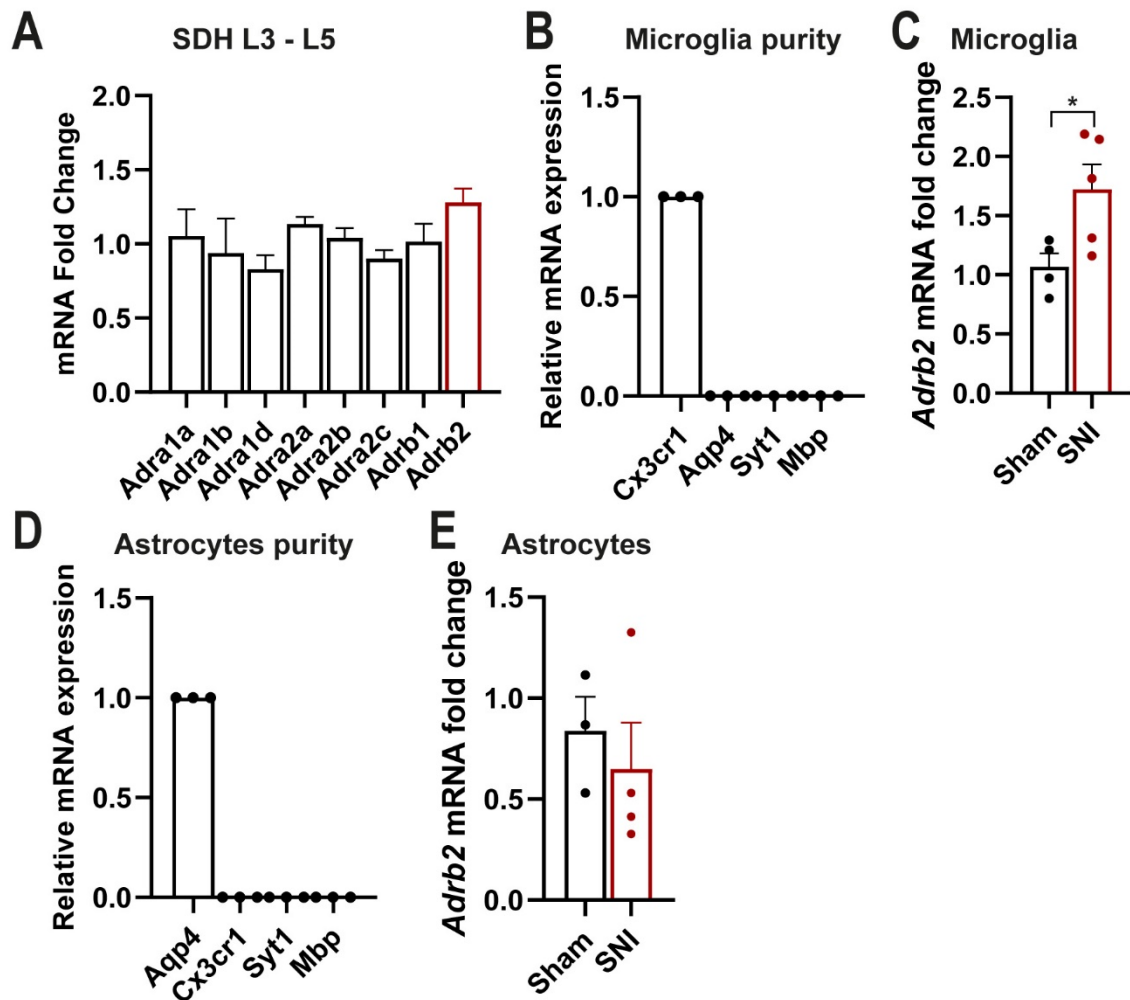 A SDH L3 - L5
mRNA Fold Change
2.0
1.5
1.0
0.5
0.0
Adra1a
Adra1b
Adra1d
Adra2a
Adra2b
Adra2c
Adrb1
Adrb2
B Microglia purity
Relative mRNA expression
1.5
1.0
0.5
0.0
Cx3cr1
Aqp4
Syt1
Mbp
C Microglia
Adrb2 mRNA fold change
2.5
2.0
1.5
1.0
0.5
0.0
*
Sham
SNI
D Astrocytes purity
Relative mRNA expression
1.5
1.0
0.5
0.0
Aqp4
Cx3cr1
Syt1
Mbp
E Astrocytes
Adrb2 mRNA fold change
1.5
1.0
0.5
0.0
Sham
SNI